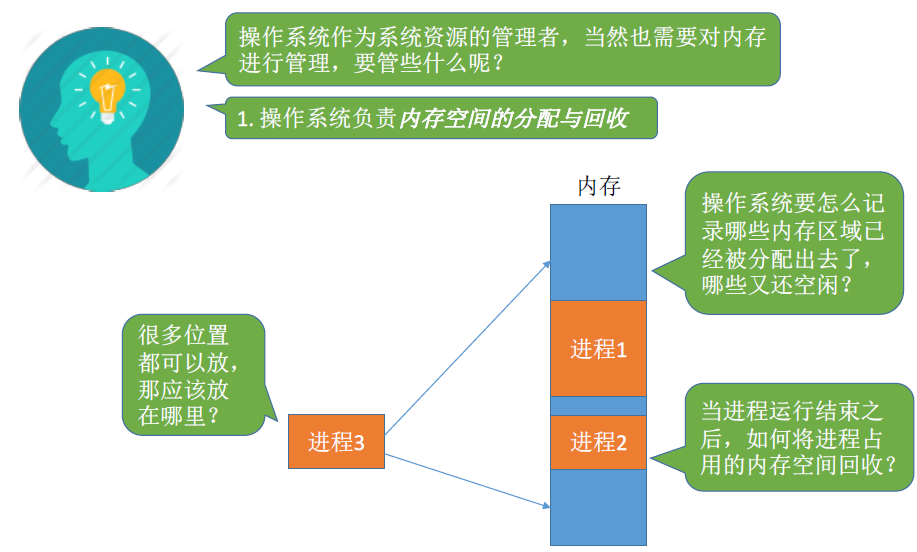 操作系统作为系统资源的管理者，当然也需要对内存
进行管理，要管些什么呢？
1. 操作系统负责内存空间的分配与回收
内存
操作系统要怎么记
录哪些内存区域已
经被分配出去了，
哪些又还空闲？
很多位置
都可以放，
那应该放
在哪里？
进程1
进程3
进程2
当进程运行结束之
后，如何将进程占
用的内存空间回收？